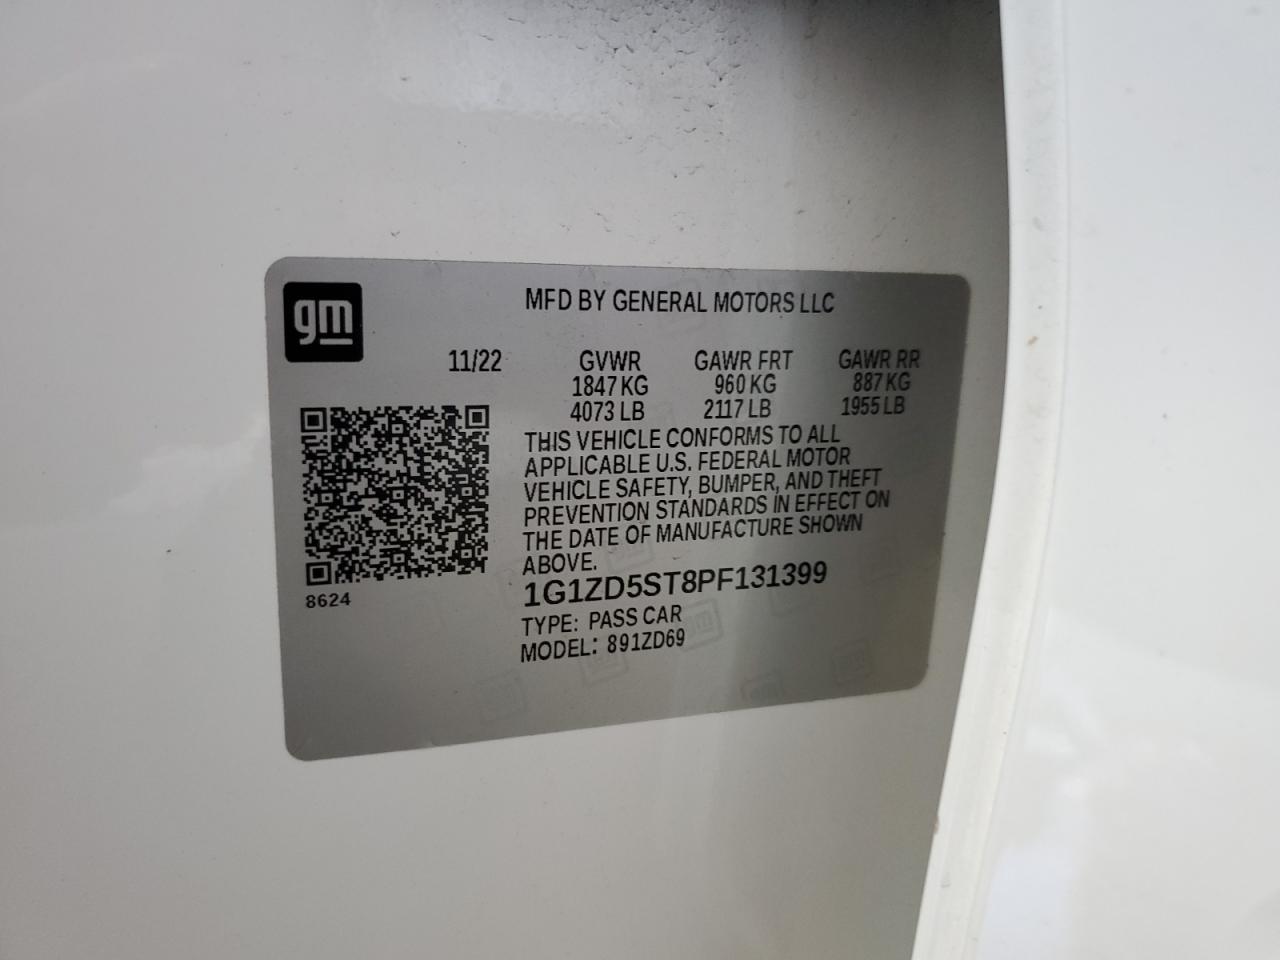 gm
MFD BY GENERAL MOTORS LLC
11/22 GVWR GAWR FRT GAWR RR
1847 KG 960 KG 887 KG
4073 LB 2117 LB 1955 LB
THIS VEHICLE CONFORMS TO ALL
APPLICABLE U.S. FEDERAL MOTOR
VEHICLE SAFETY, BUMPER, AND THEFT
PREVENTION STANDARDS IN EFFECT ON
THE DATE OF MANUFACTURE SHOWN
ABOVE.
8624
1G1ZD5ST8PF131399
TYPE: PASS CAR
MODEL: 891ZD69